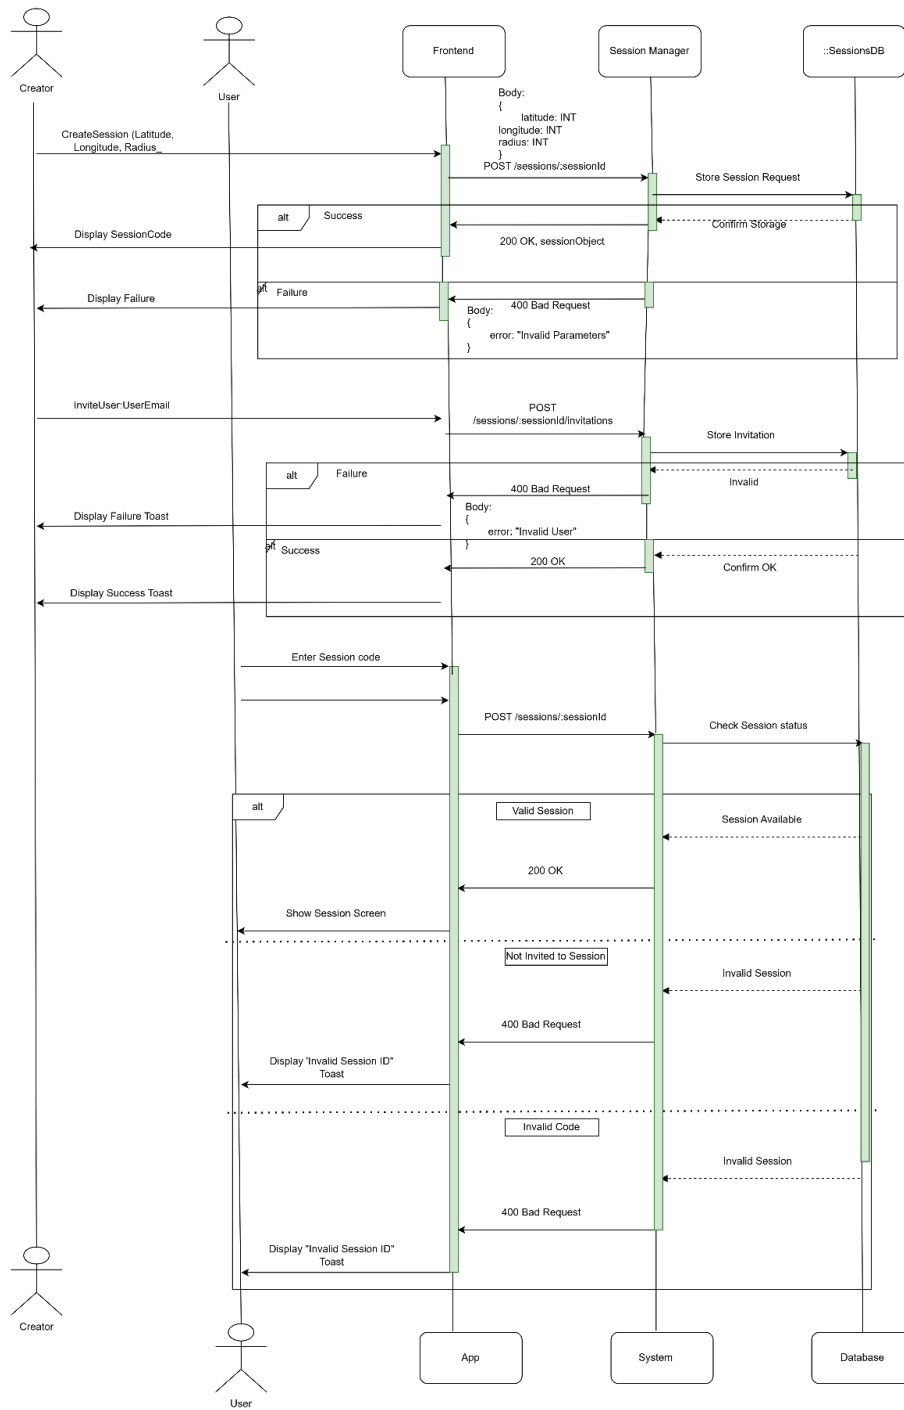 Creator
User
Frontend
Session Manager
::SessionsDB
Body:
{
latitude: INT
longitude: INT
radius: INT
}
CreateSession (Latitude,
Longitude, Radius_
POST /sessions/:sessionId
Store Session Request
alt
Success
Confirm Storage
Display SessionCode
200 OK, sessionObject
alt
Failure
Display Failure
400 Bad Request
Body:
{
error: "Invalid Parameters"
}
InviteUser:UserEmail
POST
/sessions/:sessionId/invitations
Store Invitation
alt
Failure
Invalid
400 Bad Request
Body:
{
error: "Invalid User"
}
Display Failure Toast
alt
Success
200 OK
Confirm OK
Display Success Toast
Enter Session code
POST /sessions/:sessionId
Check Session status
alt
Valid Session
Session Available
200 OK
Show Session Screen
Not Invited to Session
Invalid Session
400 Bad Request
Display 'Invalid Session ID"
Toast
Invalid Code
Invalid Session
400 Bad Request
Display "Invalid Session ID"
Toast
Creator
User
App
System
Database